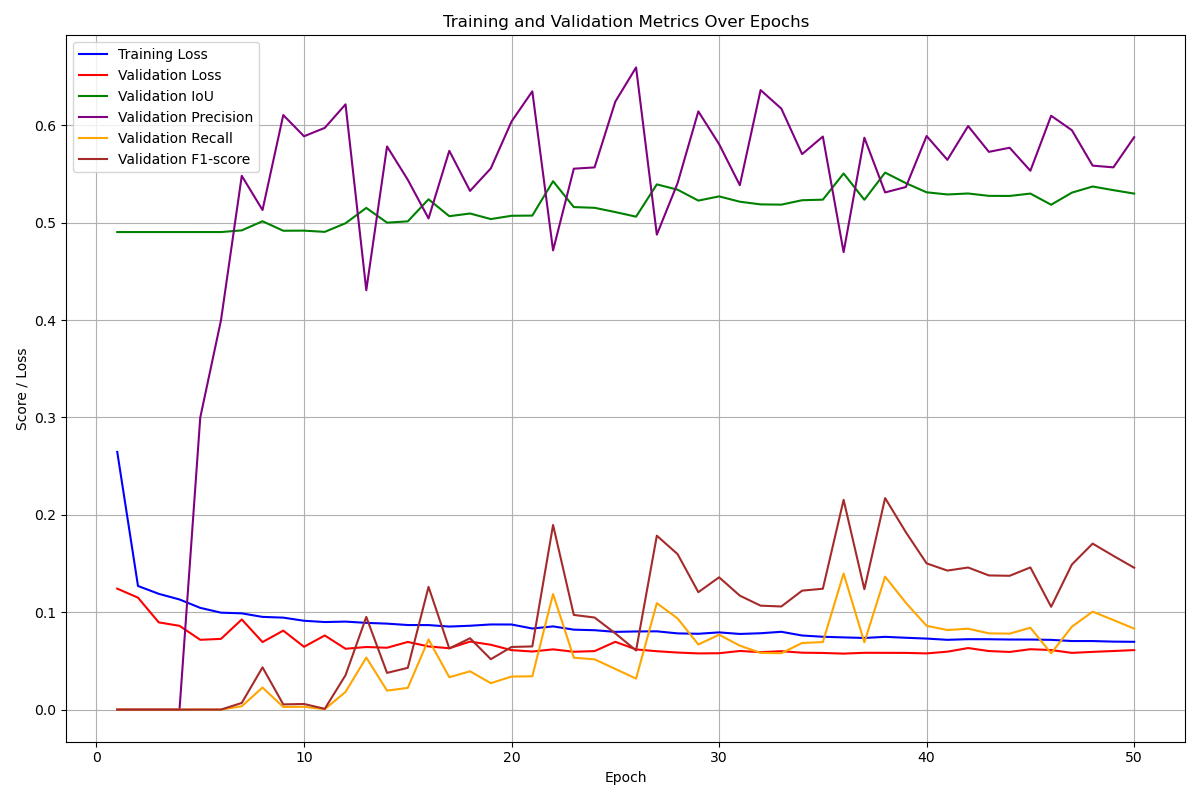 Training and Validation Metrics Over Epochs
Training Loss
Validation Loss
Validation IoU
Validation Precision
Validation Recall
Validation F1-score
Score / Loss
0.6
0.5
0.4
0.3
0.2
0.1
0.0
0 10 20 30 40 50
Epoch